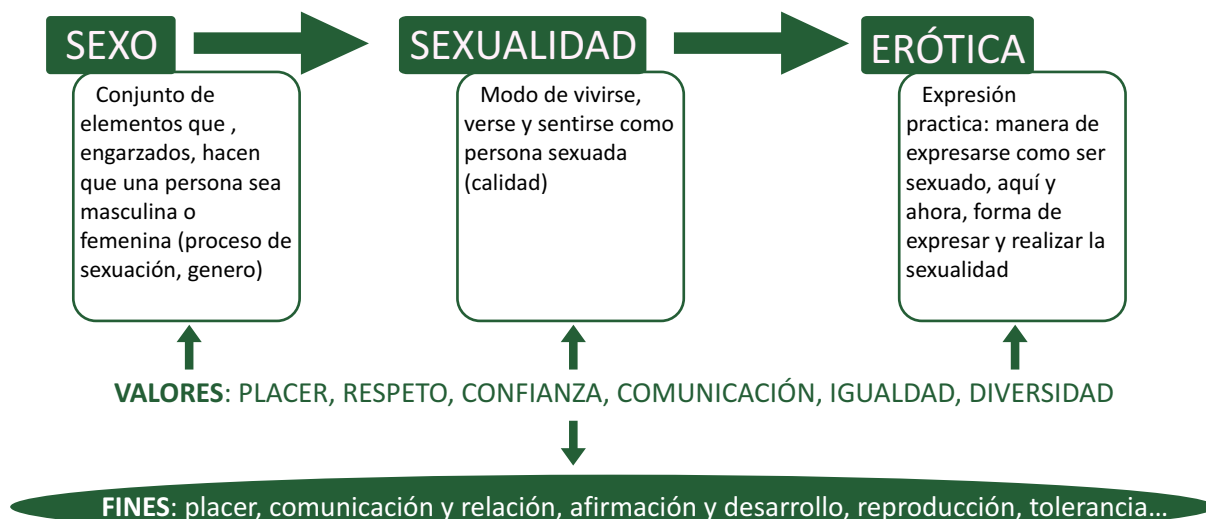 SEXO
Conjunto de
elementos que ,
engarzados, hacen
que una persona sea
masculina o
femenina (proceso de
sexuación, genero)
SEXUALIDAD
Modo de vivirse,
verse y sentirse como
persona sexuada
(calidad)
ERÓTICA
Expresión
practica: manera de
expresarse como ser
sexuado, aquí y
ahora, forma de
expresar y realizar la
sexualidad
VALORES: PLACER, RESPETO, CONFIANZA, COMUNICACIÓN, IGUALDAD, DIVERSIDAD
FINES: placer, comunicación y relación, afirmación y desarrollo, reproducción, tolerancia...